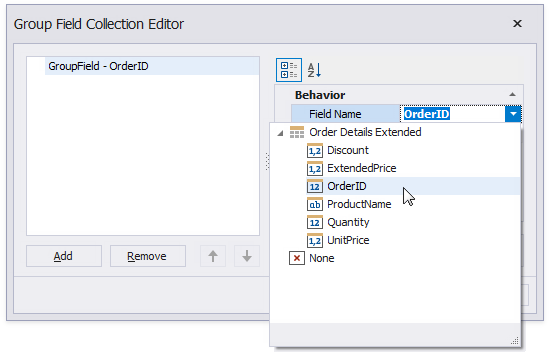 Group Field Collection Editor
GroupField - OrderID
A
Z
Behavior
Field Name
OrderID
Order Details Extended
1,2 Discount
1,2 ExtendedPrice
12 OrderID
ab ProductName
12 Quantity
1,2 UnitPrice
None
Add
Remove